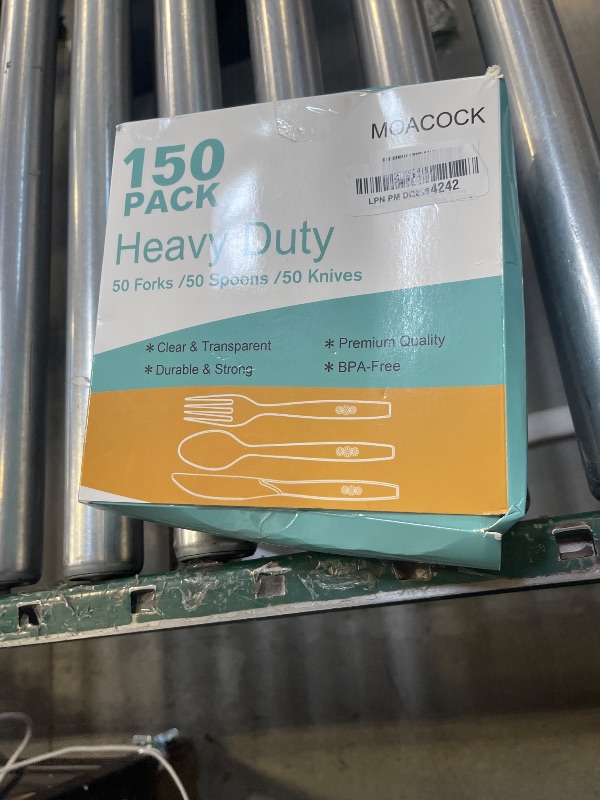 MOACOCK
150
PACK
LPN PM 4242
Heavy Duty
50 Forks /50 Spoons /50 Knives
* Clear & Transparent
* Premium Quality
* Durable & Strong
* BPA-Free